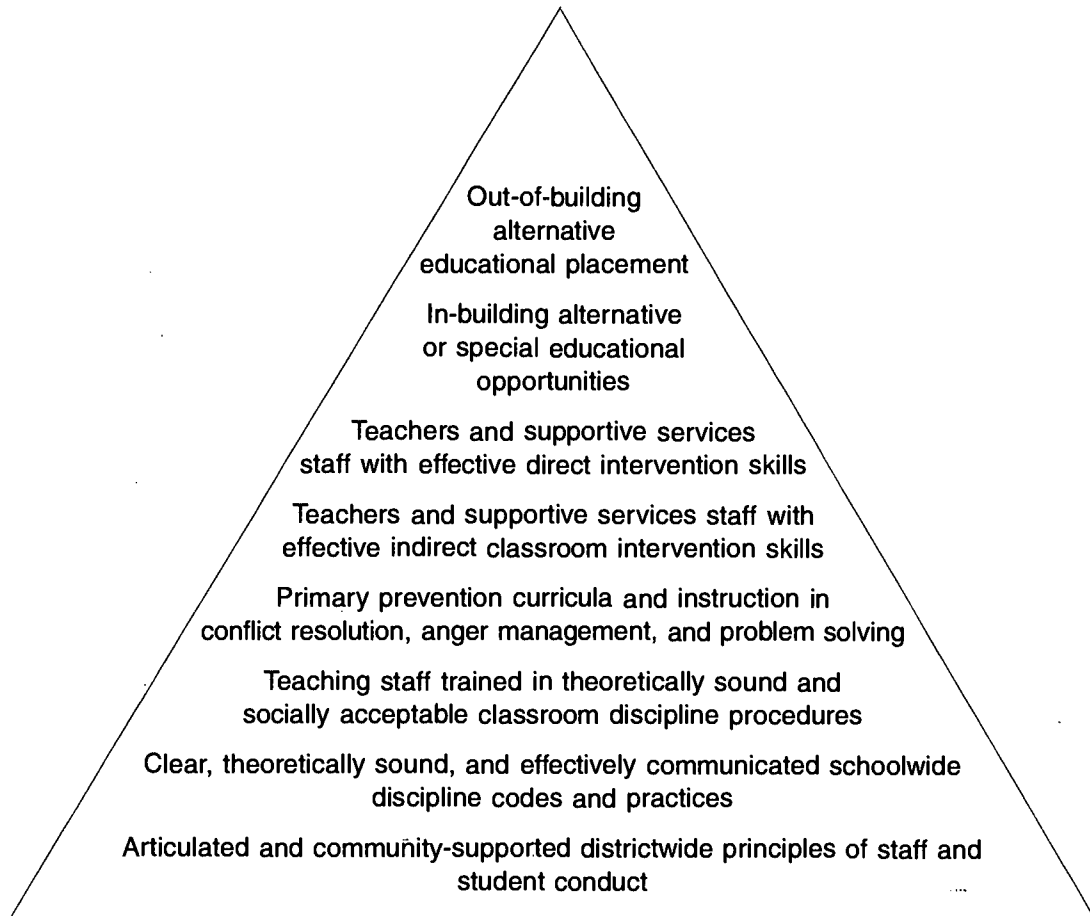 Out-of-building
alternative
educational placement
In-building alternative
or special educational
opportunities
Teachers and supportive services
staff with effective direct intervention skills
Teachers and supportive services staff with
effective indirect classroom intervention skills
Primary prevention curricula and instruction in
conflict resolution, anger management, and problem solving
Teaching staff trained in theoretically sound and
socially acceptable classroom discipline procedures
Clear, theoretically sound, and effectively communicated schoolwide
discipline codes and practices
Articulated and community-supported districtwide principles of staff and
student conduct